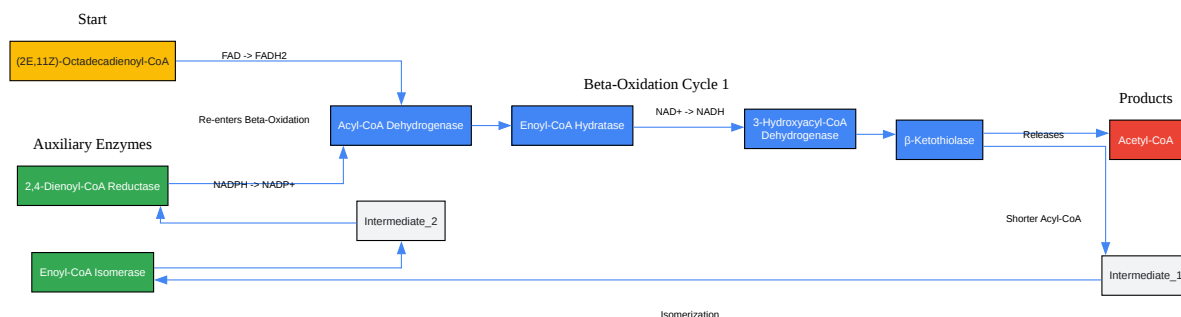 Start
(2E,11Z)-Octadecadienoyl-CoA
FAD -> FADH2
Beta-Oxidation Cycle 1
Products
Re-enters Beta-Oxidation
Acyl-CoA Dehydrogenase
Enoyl-CoA Hydratase
NAD+ -> NADH
3-Hydroxyacyl-CoA
Dehydrogenase
β-Ketothiolase
Releases
Acetyl-CoA
Auxiliary Enzymes
2,4-Dienoyl-CoA Reductase
NADPH -> NADP+
Intermediate_2
Shorter Acyl-CoA
Enoyl-CoA Isomerase
Intermediate_1
Isomerization